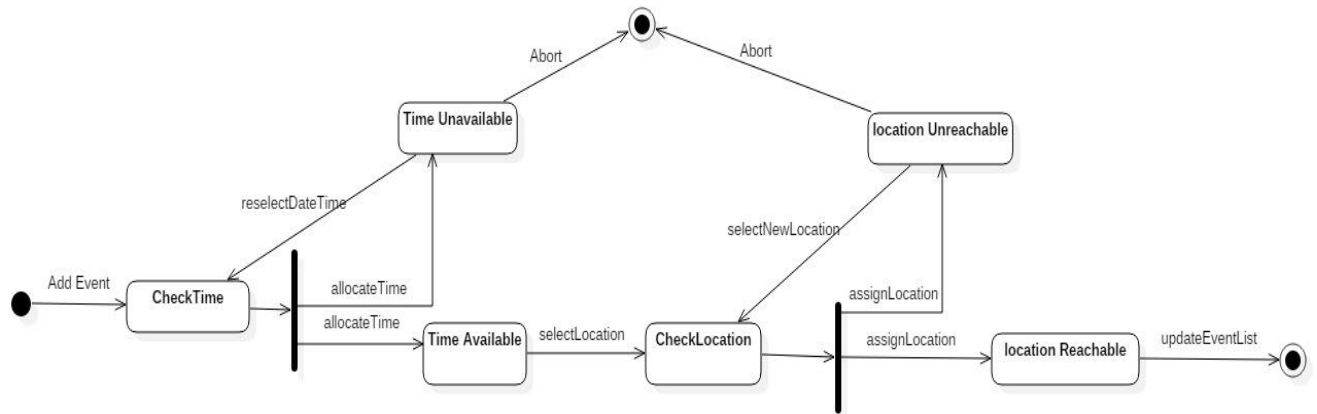 Abort
Abort
Time Unavailable
location Unreachable
reselectDateTime
selectNewLocation
Add Event
CheckTime
allocateTime
assignLocation
allocateTime
Time Available
selectLocation
CheckLocation
assignLocation
location Reachable
updateEventList